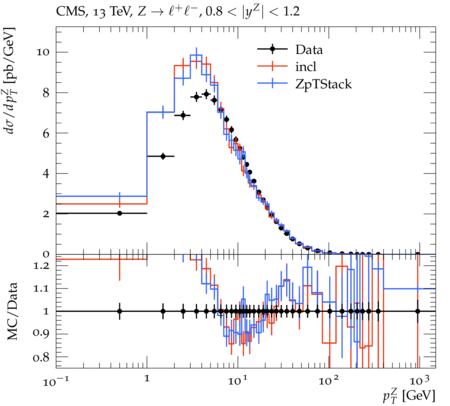 CMS, 13 TeV, Z → ℓ⁺ℓ⁻, 0.8 < |y^Z| < 1.2
dσ/dp_T^Z [pb/GeV]
10
8
6
4
2
0
Data
incl
ZpTStack
MC/Data
1.2
1.1
1
0.9
0.8
10⁻¹ 1 10¹ 10² 10³
p_T^Z [GeV]